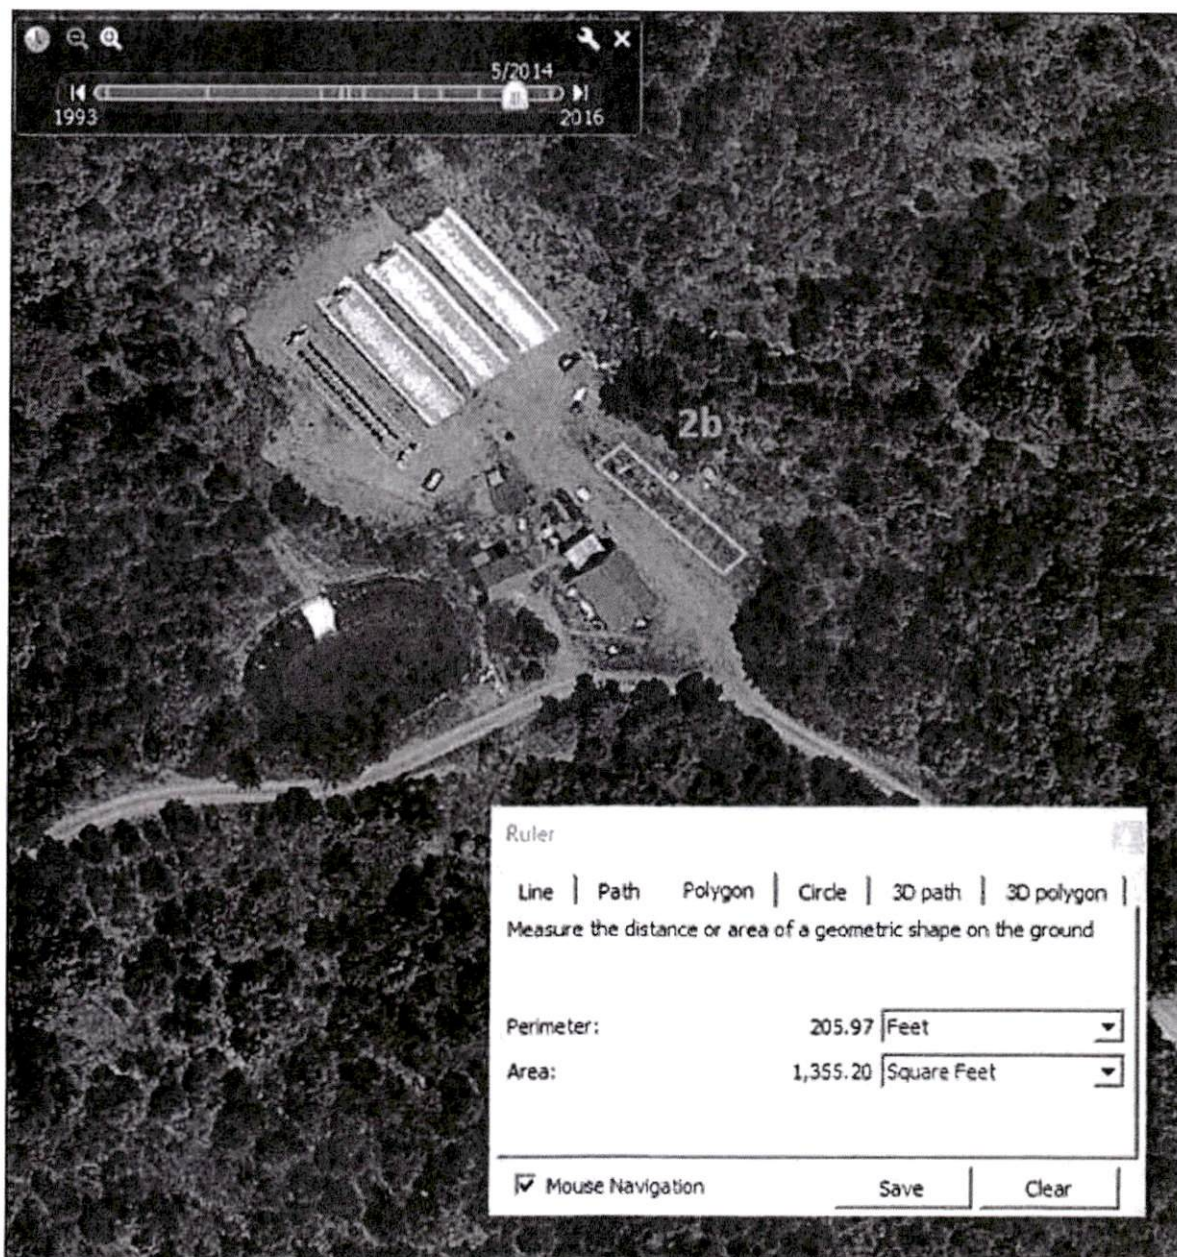 5/2014
1993 2016
2b
Ruler
Line Path Polygon Circle 3D path 3D polygon
Measure the distance or area of a geometric shape on the ground
Perimeter: 205.97 Feet
Area: 1,355.20 Square Feet
Mouse Navigation Save Clear